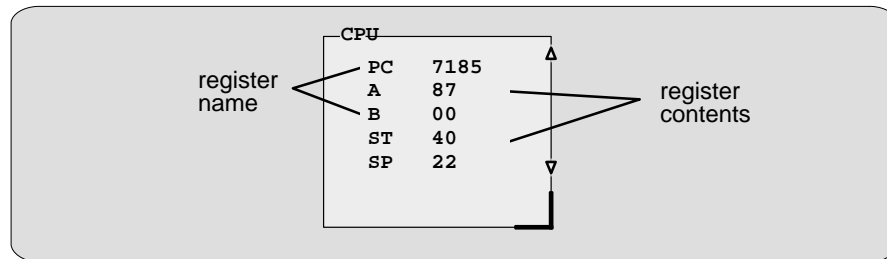 CPU
PC 7185
A 87
B 00
ST 40
SP 22
register
name
register
contents